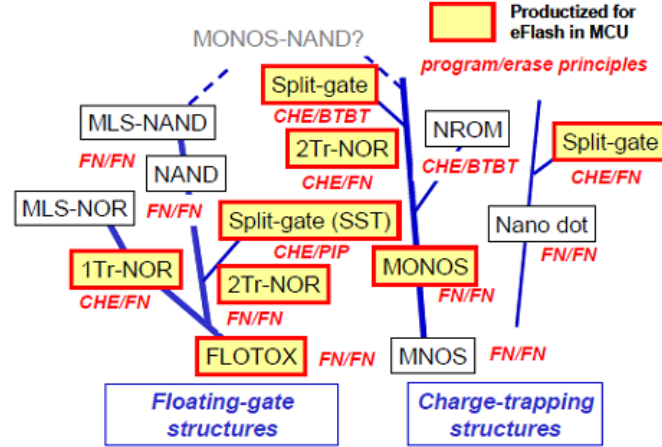 Productized for
eFlash in MCU
MONOS-NAND?
program/erase principles
Split-gate
CHE/BTBT
MLS-NAND
FN/FN
2Tr-NOR
CHE/FN
NROM
CHE/BTBT
Split-gate
CHE/FN
NAND
FN/FN
MLS-NOR
Split-gate (SST)
CHE/PIP
Nano dot
FN/FN
1Tr-NOR
CHE/FN
2Tr-NOR
FN/FN
MONOS
FN/FN
FLOTOX
FN/FN
MNOS
FN/FN
Floating-gate
structures
Charge-trapping
structures